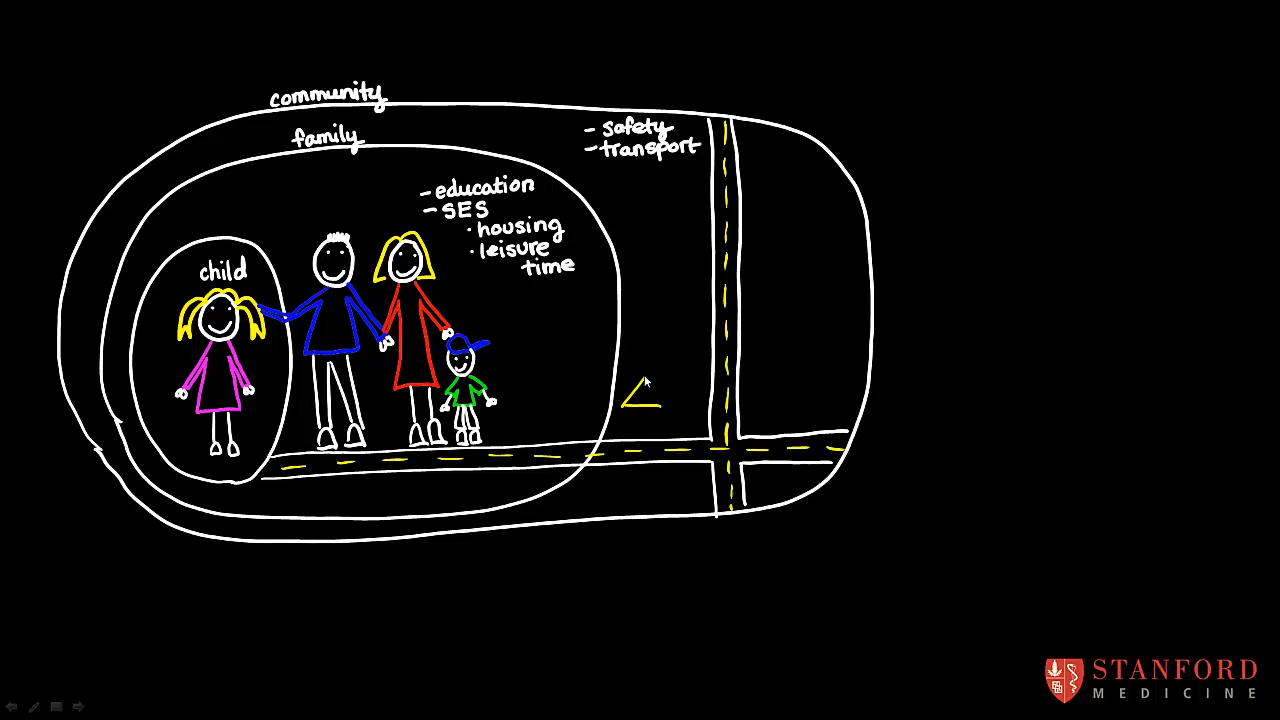 community
family
- safety
- transport
- education
- SES
· housing
· leisure
time
child
STANFORD
MEDICINE